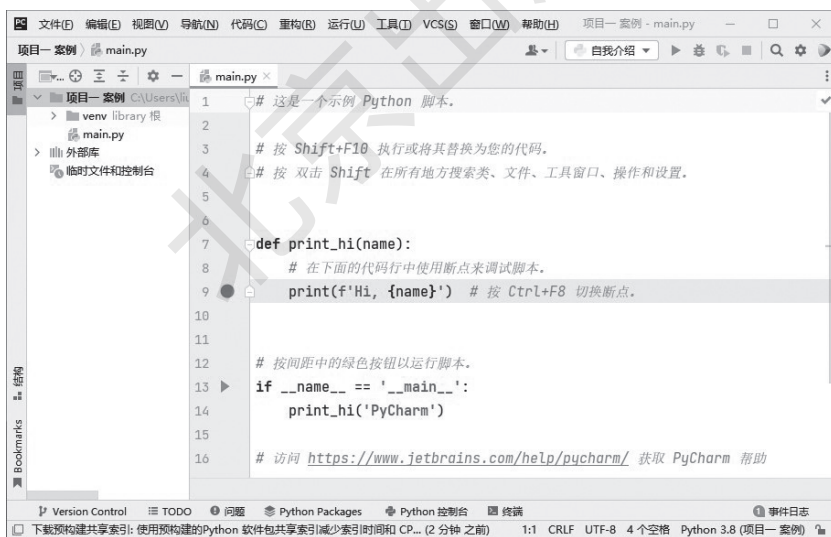 PC 文件(F) 编辑(E) 视图(V) 导航(N) 代码(C) 重构(R) 运行(U) 工具(T) VCS(S) 窗口(W) 帮助(H) 项目一 案例 - main.py
项目一 案例 main.py 自我介绍
项目
main.py
项目一 案例 C:\Users\liu
venv library 根
main.py
外部库
临时文件和控制台
1 # 这是一个示例 Python 脚本。
2
3 # 按 Shift+F10 执行或将其替换为您的代码。
4 # 按 双击 Shift 在所有地方搜索类、文件、工具窗口、操作和设置。
5
6
7 def print_hi(name):
8 # 在下面的代码行中使用断点来调试脚本。
9 print(f'Hi, {name}') # 按 Ctrl+F8 切换断点。
10
11
12 # 按间距中的绿色按钮以运行脚本。
13 if __name__ == '__main__':
14 print_hi('PyCharm')
15
16 # 访问 https://www.jetbrains.com/help/pycharm/ 获取 PyCharm 帮助
结构
Bookmarks
Version Control TODO 问题 Python Packages Python 控制台 终端 1 事件日志
下载预构建共享索引: 使用预构建的Python 软件包共享索引减少索引时间和 CP... (2 分钟 之前) 1:1 CRLF UTF-8 4 个空格 Python 3.8 (项目一 案例)
北京出